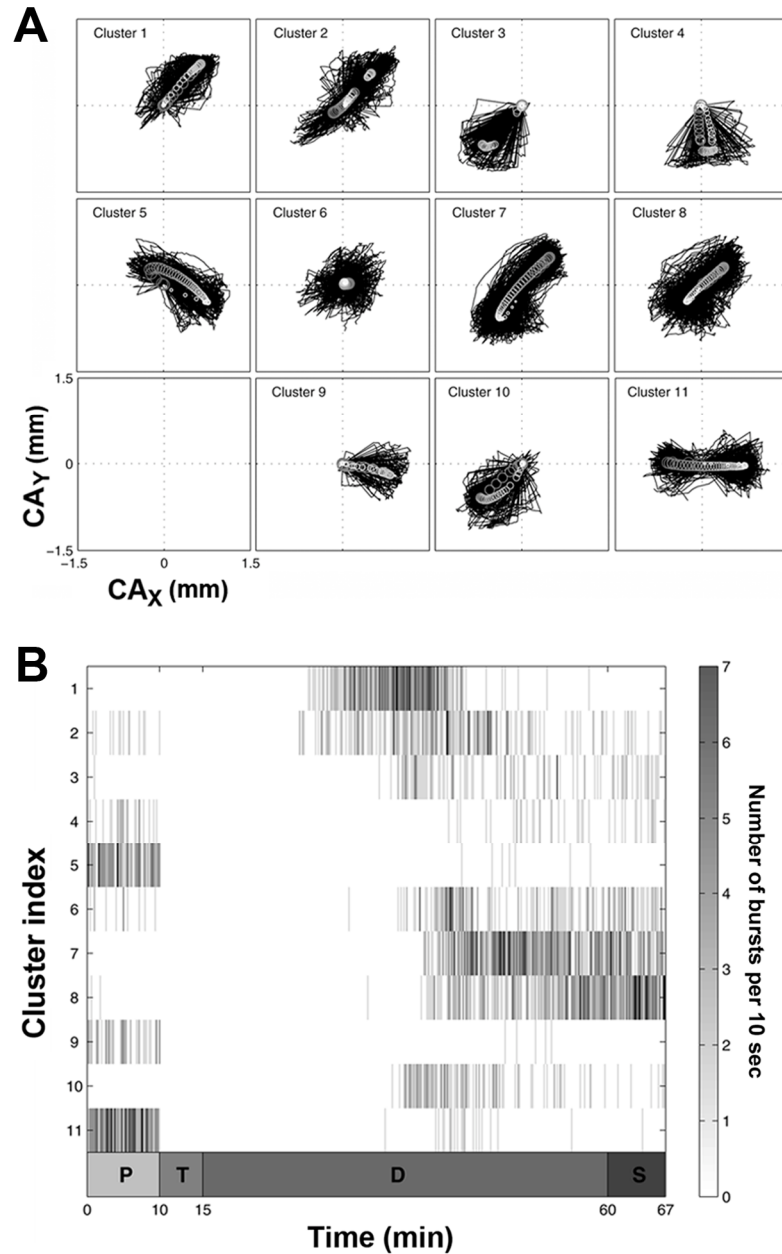 A
Cluster 1
Cluster 2
Cluster 3
Cluster 4
Cluster 5
Cluster 6
Cluster 7
Cluster 8
Cluster 9
Cluster 10
Cluster 11
1.5
0
−1.5
CAY (mm)
−1.5 0 1.5
CAX (mm)
B
1
2
3
4
5
6
7
8
9
10
11
Cluster index
P T D S
0 10 15 60 67
Time (min)
7
6
5
4
3
2
1
0
Number of bursts per 10 sec